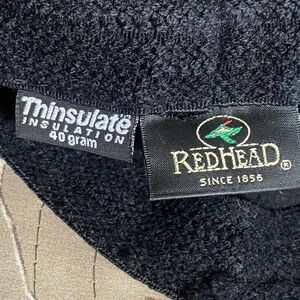 Thinsulate
INSULATION
40 gram
REDHEAD®
SINCE 1856